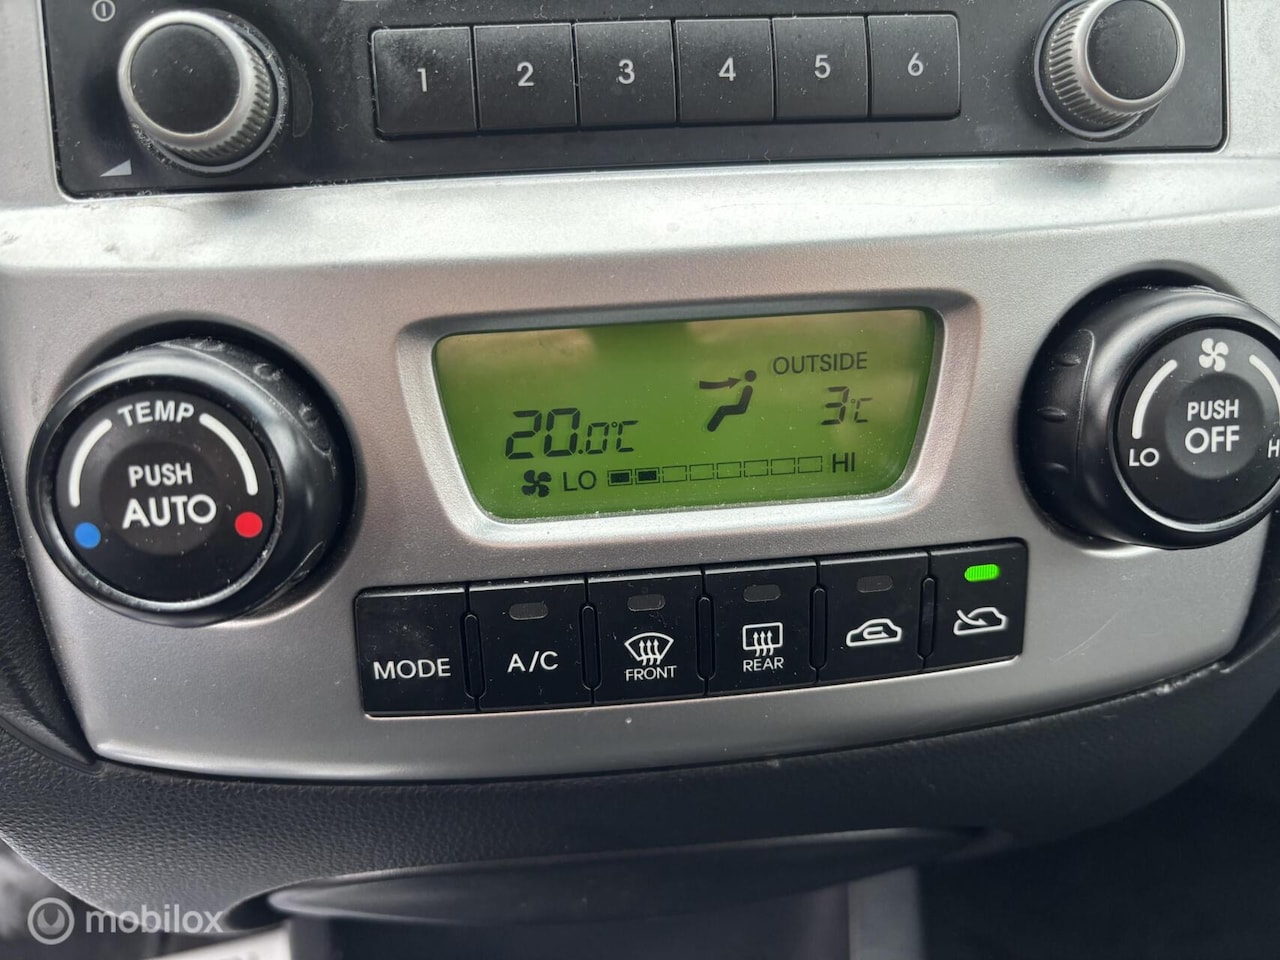 1 2 3 4 5 6
OUTSIDE
20.0°C 3°C
LO HI
TEMP
PUSH
AUTO
PUSH
OFF
LO
MODE A/C FRONT REAR
mobilox